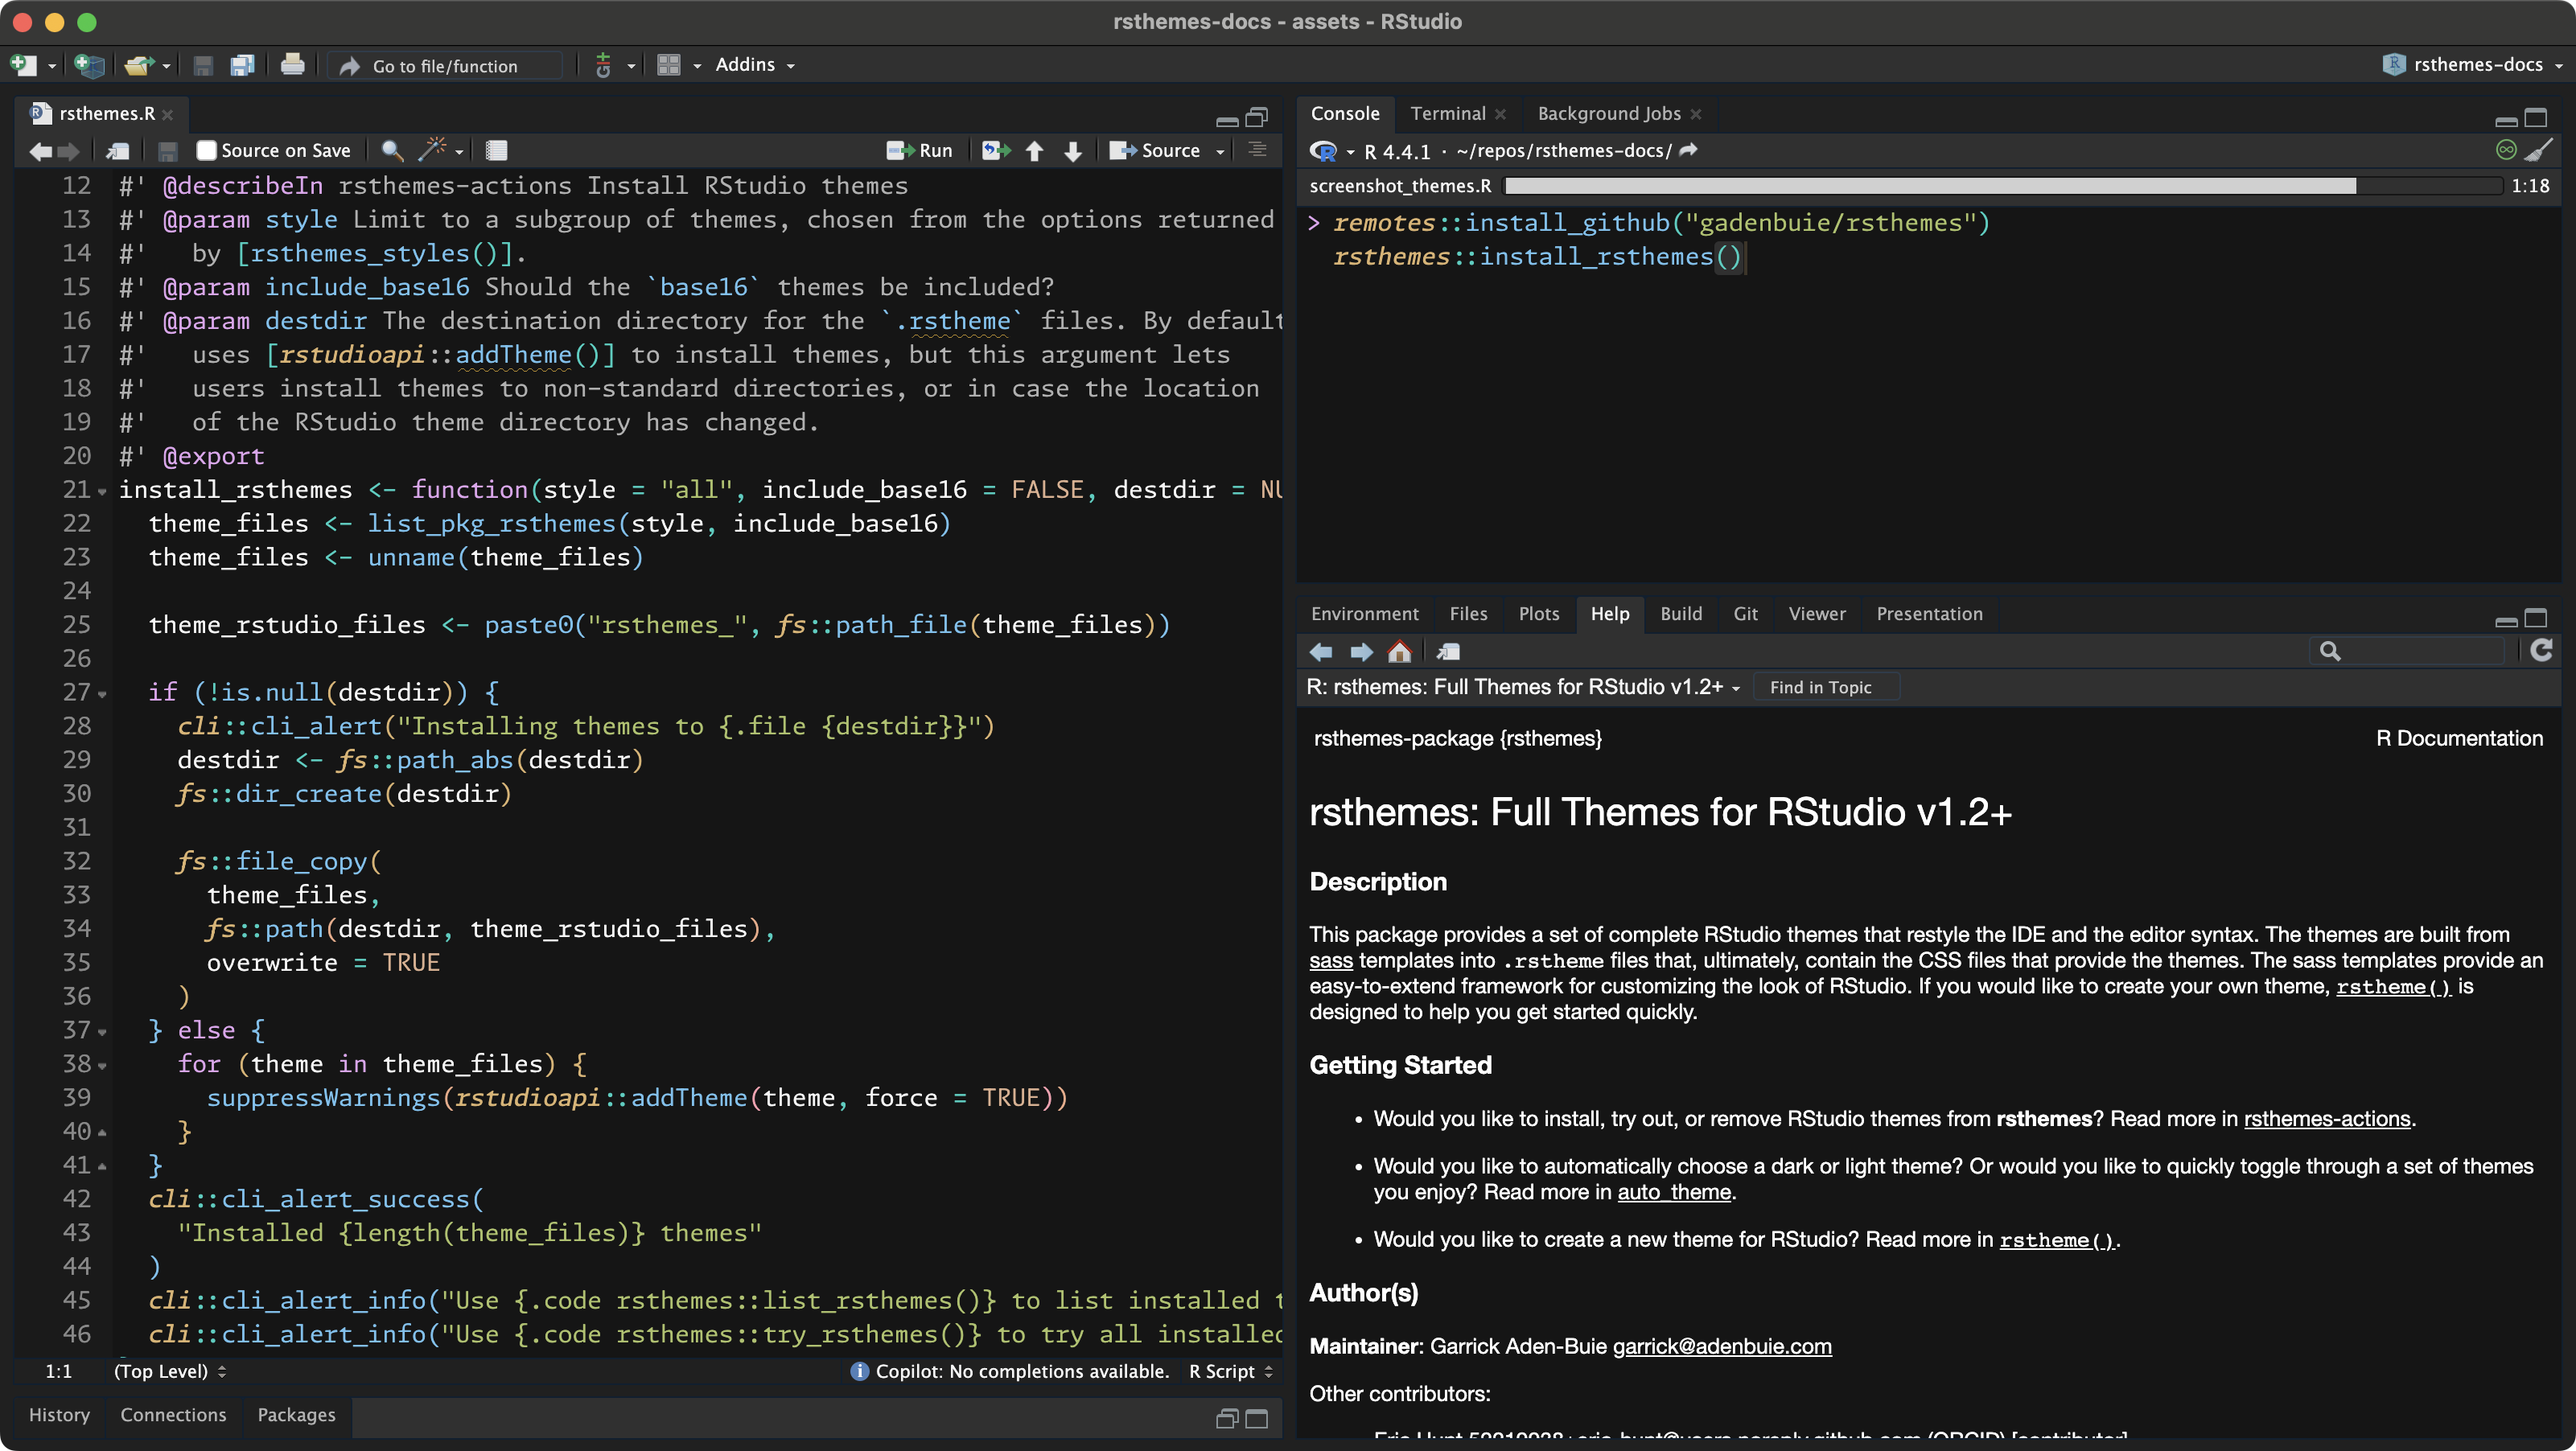 rsthemes-docs - assets - RStudio
Go to file/function
Addins
rsthemes-docs
rsthemes.R
Source on Save
Run
Source
12 #' @describeIn rsthemes-actions Install RStudio themes
13 #' @param style Limit to a subgroup of themes, chosen from the options returned
14 #'   by [rsthemes_styles()].
15 #' @param include_base16 Should the `base16` themes be included?
16 #' @param destdir The destination directory for the `.rstheme` files. By default
17 #'   uses [rstudioapi::addTheme()] to install themes, but this argument lets
18 #'   users install themes to non-standard directories, or in case the location
19 #'   of the RStudio theme directory has changed.
20 #' @export
21 install_rsthemes <- function(style = "all", include_base16 = FALSE, destdir = NU
22   theme_files <- list_pkg_rsthemes(style, include_base16)
23   theme_files <- unname(theme_files)
24
25   theme_rstudio_files <- paste0("rsthemes_", fs::path_file(theme_files))
26
27   if (!is.null(destdir)) {
28     cli::cli_alert("Installing themes to {.file {destdir}}")
29     destdir <- fs::path_abs(destdir)
30     fs::dir_create(destdir)
31
32     fs::file_copy(
33       theme_files,
34       fs::path(destdir, theme_rstudio_files),
35       overwrite = TRUE
36     )
37   } else {
38     for (theme in theme_files) {
39       suppressWarnings(rstudioapi::addTheme(theme, force = TRUE))
40     }
41   }
42   cli::cli_alert_success(
43     "Installed {length(theme_files)} themes"
44   )
45   cli::cli_alert_info("Use {.code rsthemes::list_rsthemes()} to list installed t
46   cli::cli_alert_info("Use {.code rsthemes::try_rsthemes()} to try all installed
1:1 (Top Level) Copilot: No completions available. R Script
History Connections Packages
Console Terminal Background Jobs
R 4.4.1 · ~/repos/rsthemes-docs/
screenshot_themes.R 1:18
> remotes::install_github("gadenbuie/rsthemes")
rsthemes::install_rsthemes()
Environment Files Plots Help Build Git Viewer Presentation
R: rsthemes: Full Themes for RStudio v1.2+ Find in Topic
rsthemes-package {rsthemes} R Documentation
rsthemes: Full Themes for RStudio v1.2+
Description
This package provides a set of complete RStudio themes that restyle the IDE and the editor syntax. The themes are built from
sass templates into .rstheme files that, ultimately, contain the CSS files that provide the themes. The sass templates provide an
easy-to-extend framework for customizing the look of RStudio. If you would like to create your own theme, rstheme() is
designed to help you get started quickly.
Getting Started
• Would you like to install, try out, or remove RStudio themes from rsthemes? Read more in rsthemes-actions.
• Would you like to automatically choose a dark or light theme? Or would you like to quickly toggle through a set of themes
you enjoy? Read more in auto_theme.
• Would you like to create a new theme for RStudio? Read more in rstheme().
Author(s)
Maintainer: Garrick Aden-Buie garrick@adenbuie.com
Other contributors: